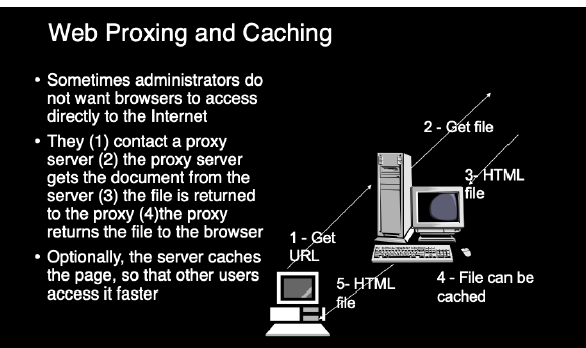 Web Proxing and Caching
• Sometimes administrators do
not want browsers to access
directly to the Internet
• They (1) contact a proxy
server (2) the proxy server
gets the document from the
server (3) the file is returned
to the proxy (4)the proxy
returns the file to the browser
• Optionally, the server caches
the page, so that other users
access it faster
2 - Get file
3- HTML
file
1 - Get
URL
4 - File can be
cached
5- HTML
file